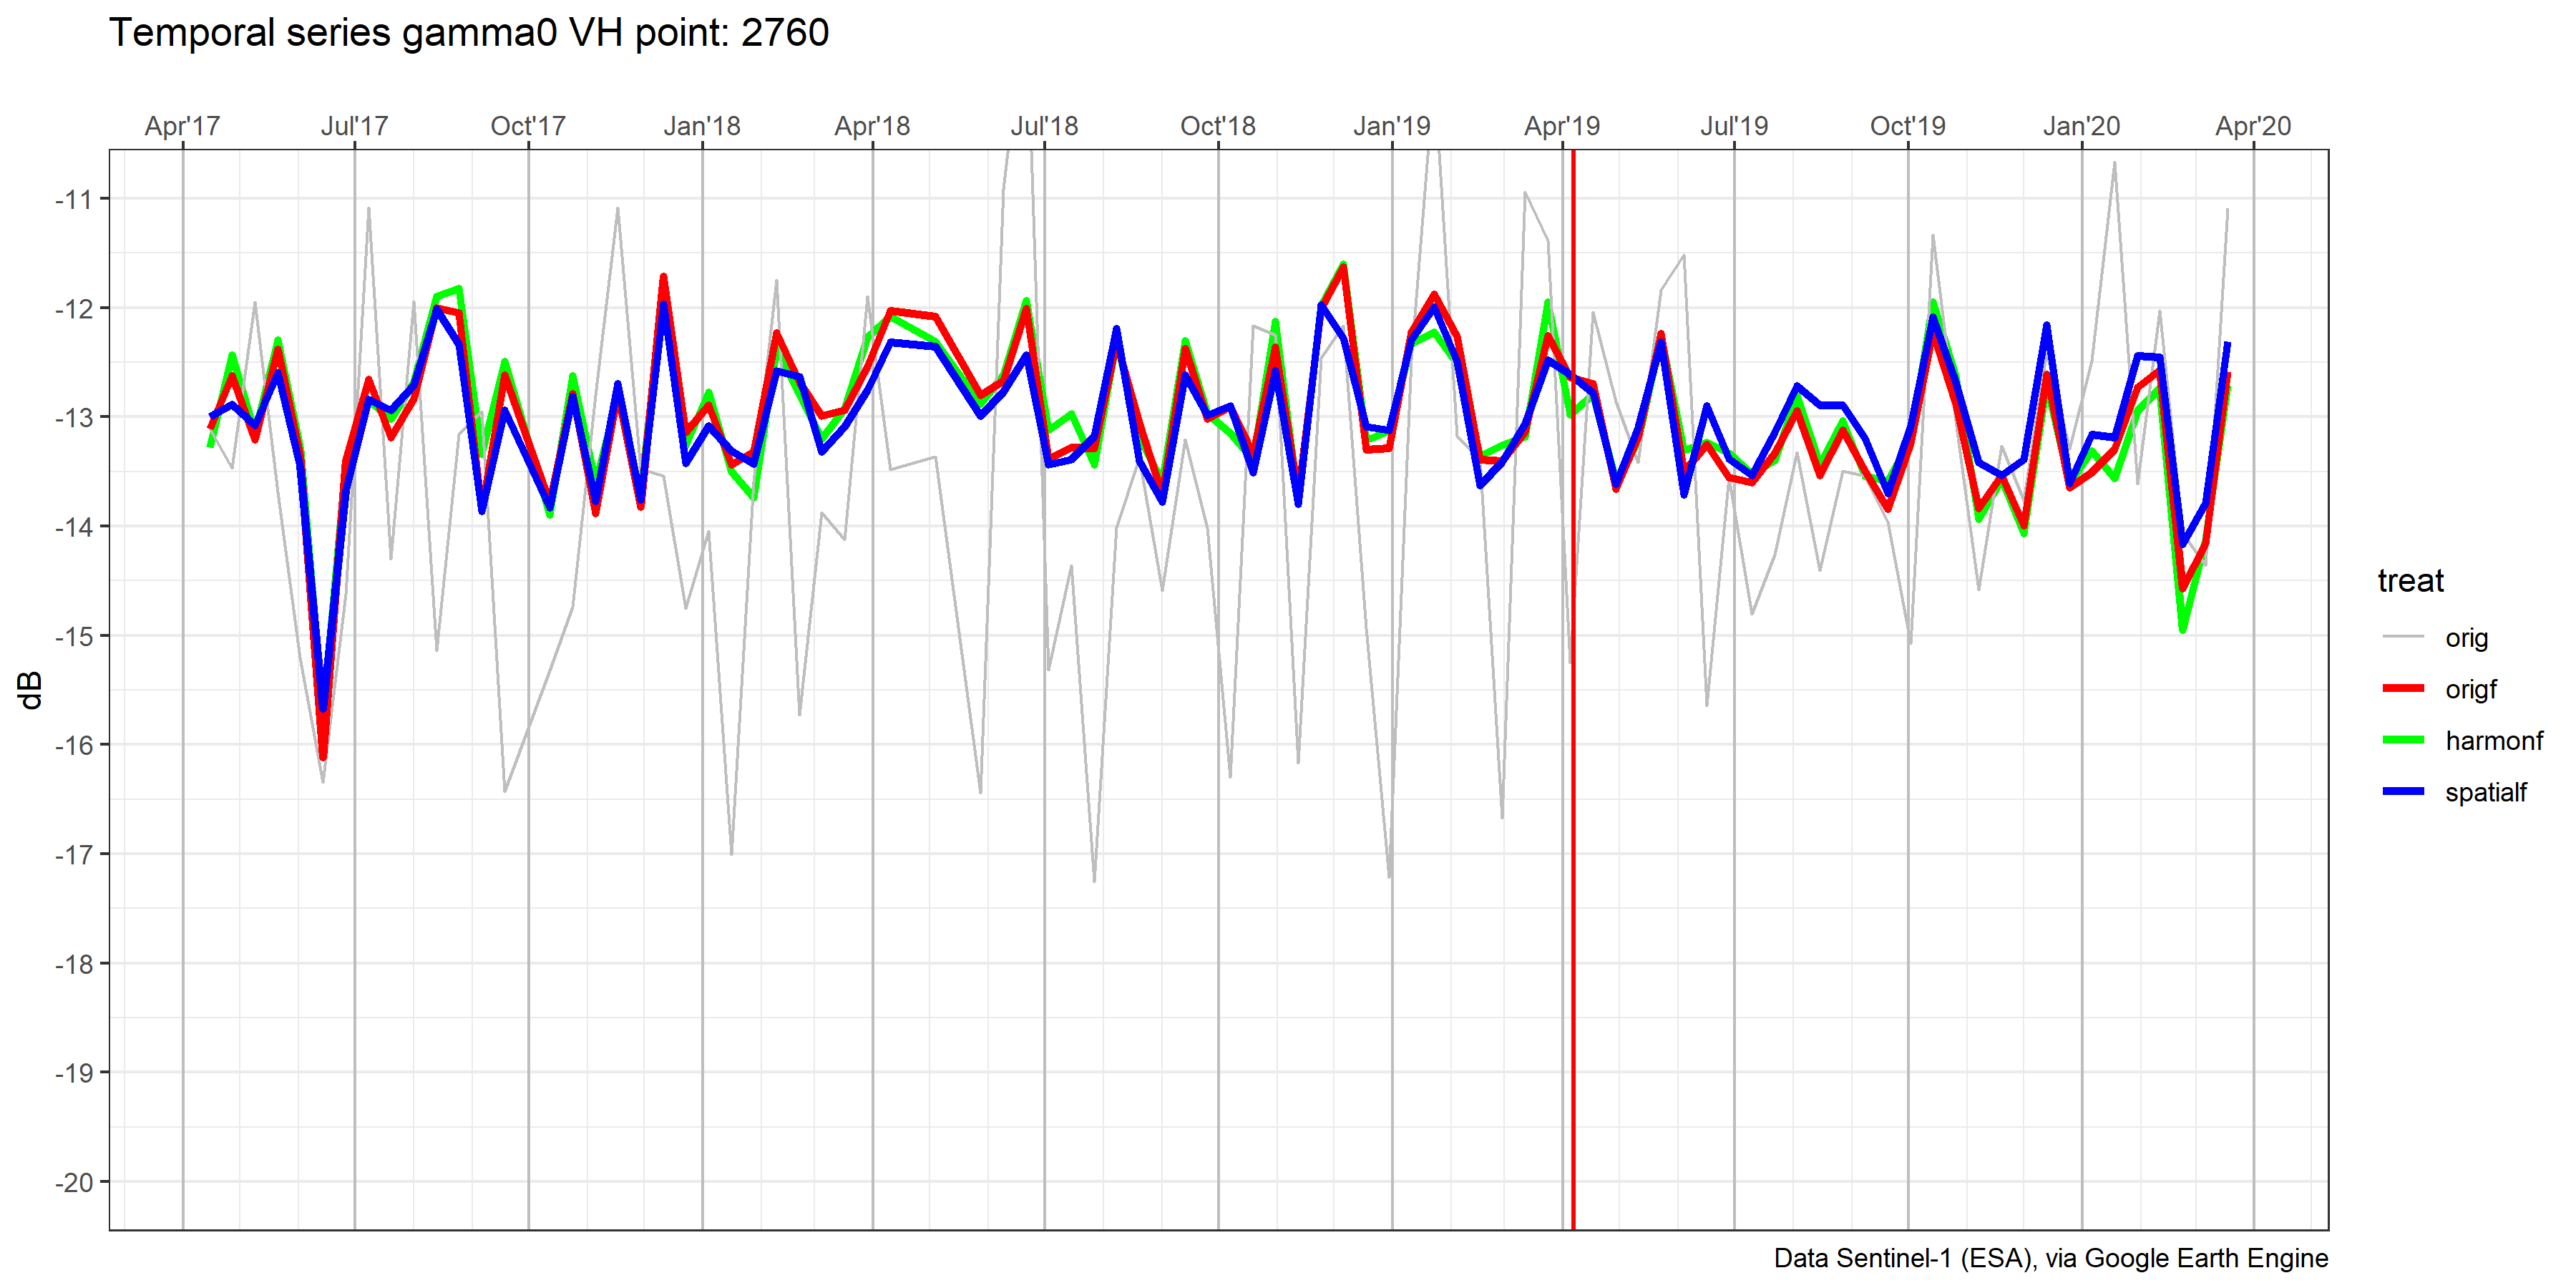 Temporal series gamma0 VH point: 2760
Apr'17 Jul'17 Oct'17 Jan'18 Apr'18 Jul'18 Oct'18 Jan'19 Apr'19 Jul'19 Oct'19 Jan'20 Apr'20
-11
-12
-13
-14
-15
-16
-17
-18
-19
-20
dB
treat
orig
origf
harmonf
spatialf
Data Sentinel-1 (ESA), via Google Earth Engine